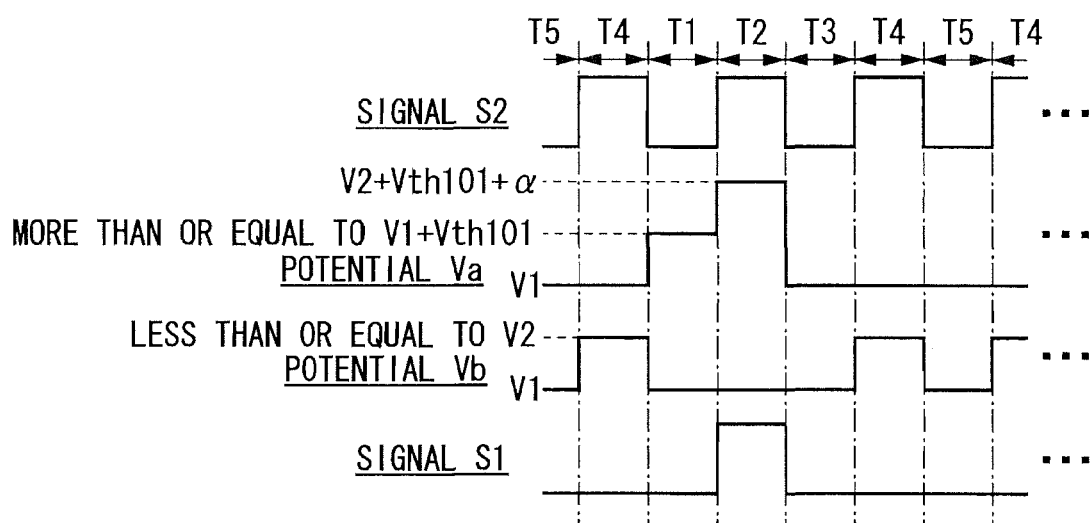 T5 T4 T1 T2 T3 T4 T5 T4
SIGNAL S2
V2+Vth101+α
MORE THAN OR EQUAL TO V1+Vth101
POTENTIAL Va V1
LESS THAN OR EQUAL TO V2
POTENTIAL Vb V1
SIGNAL S1